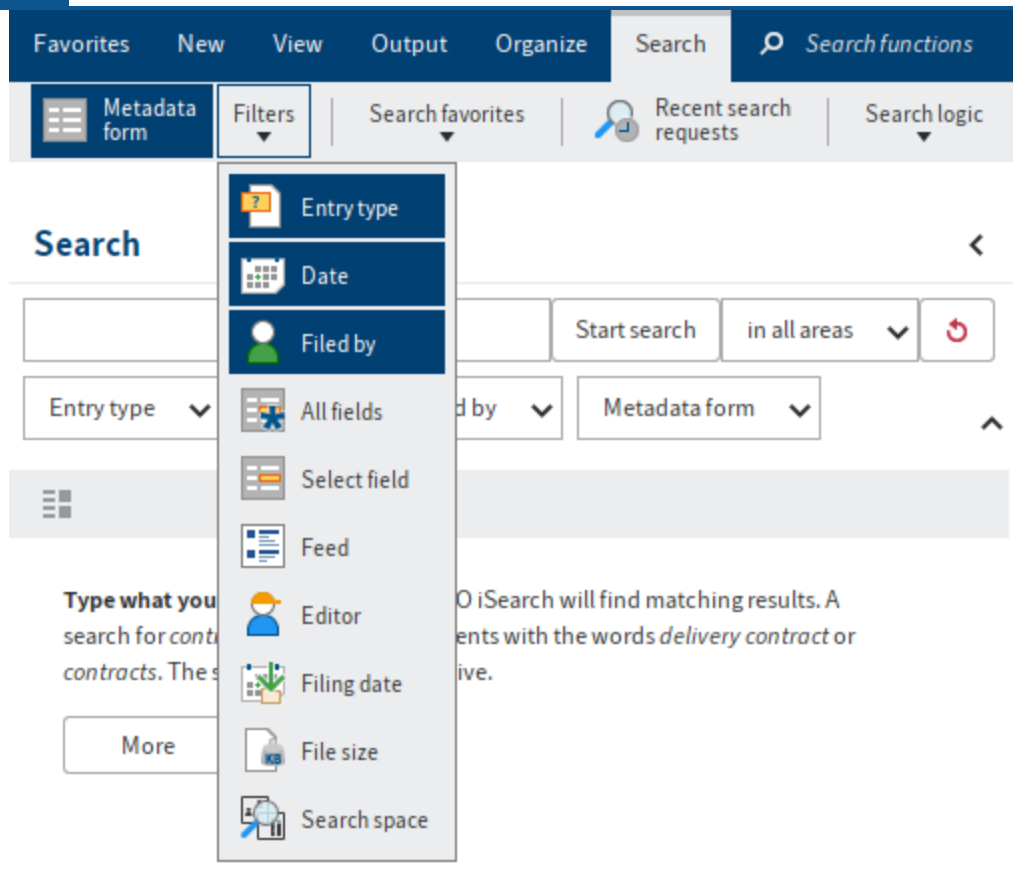 Favorites New View Output Organize Search Search functions
Metadata form Filters Search favorites Recent search requests Search logic
Entry type
Date
Filed by
All fields
Select field
Feed
Editor
Filing date
File size
Search space
Search
Start search in all areas
Entry type d by Metadata form
Type what you O iSearch will find matching results. A
search for ents with the words delivery contract or
contracts. The ive.
More